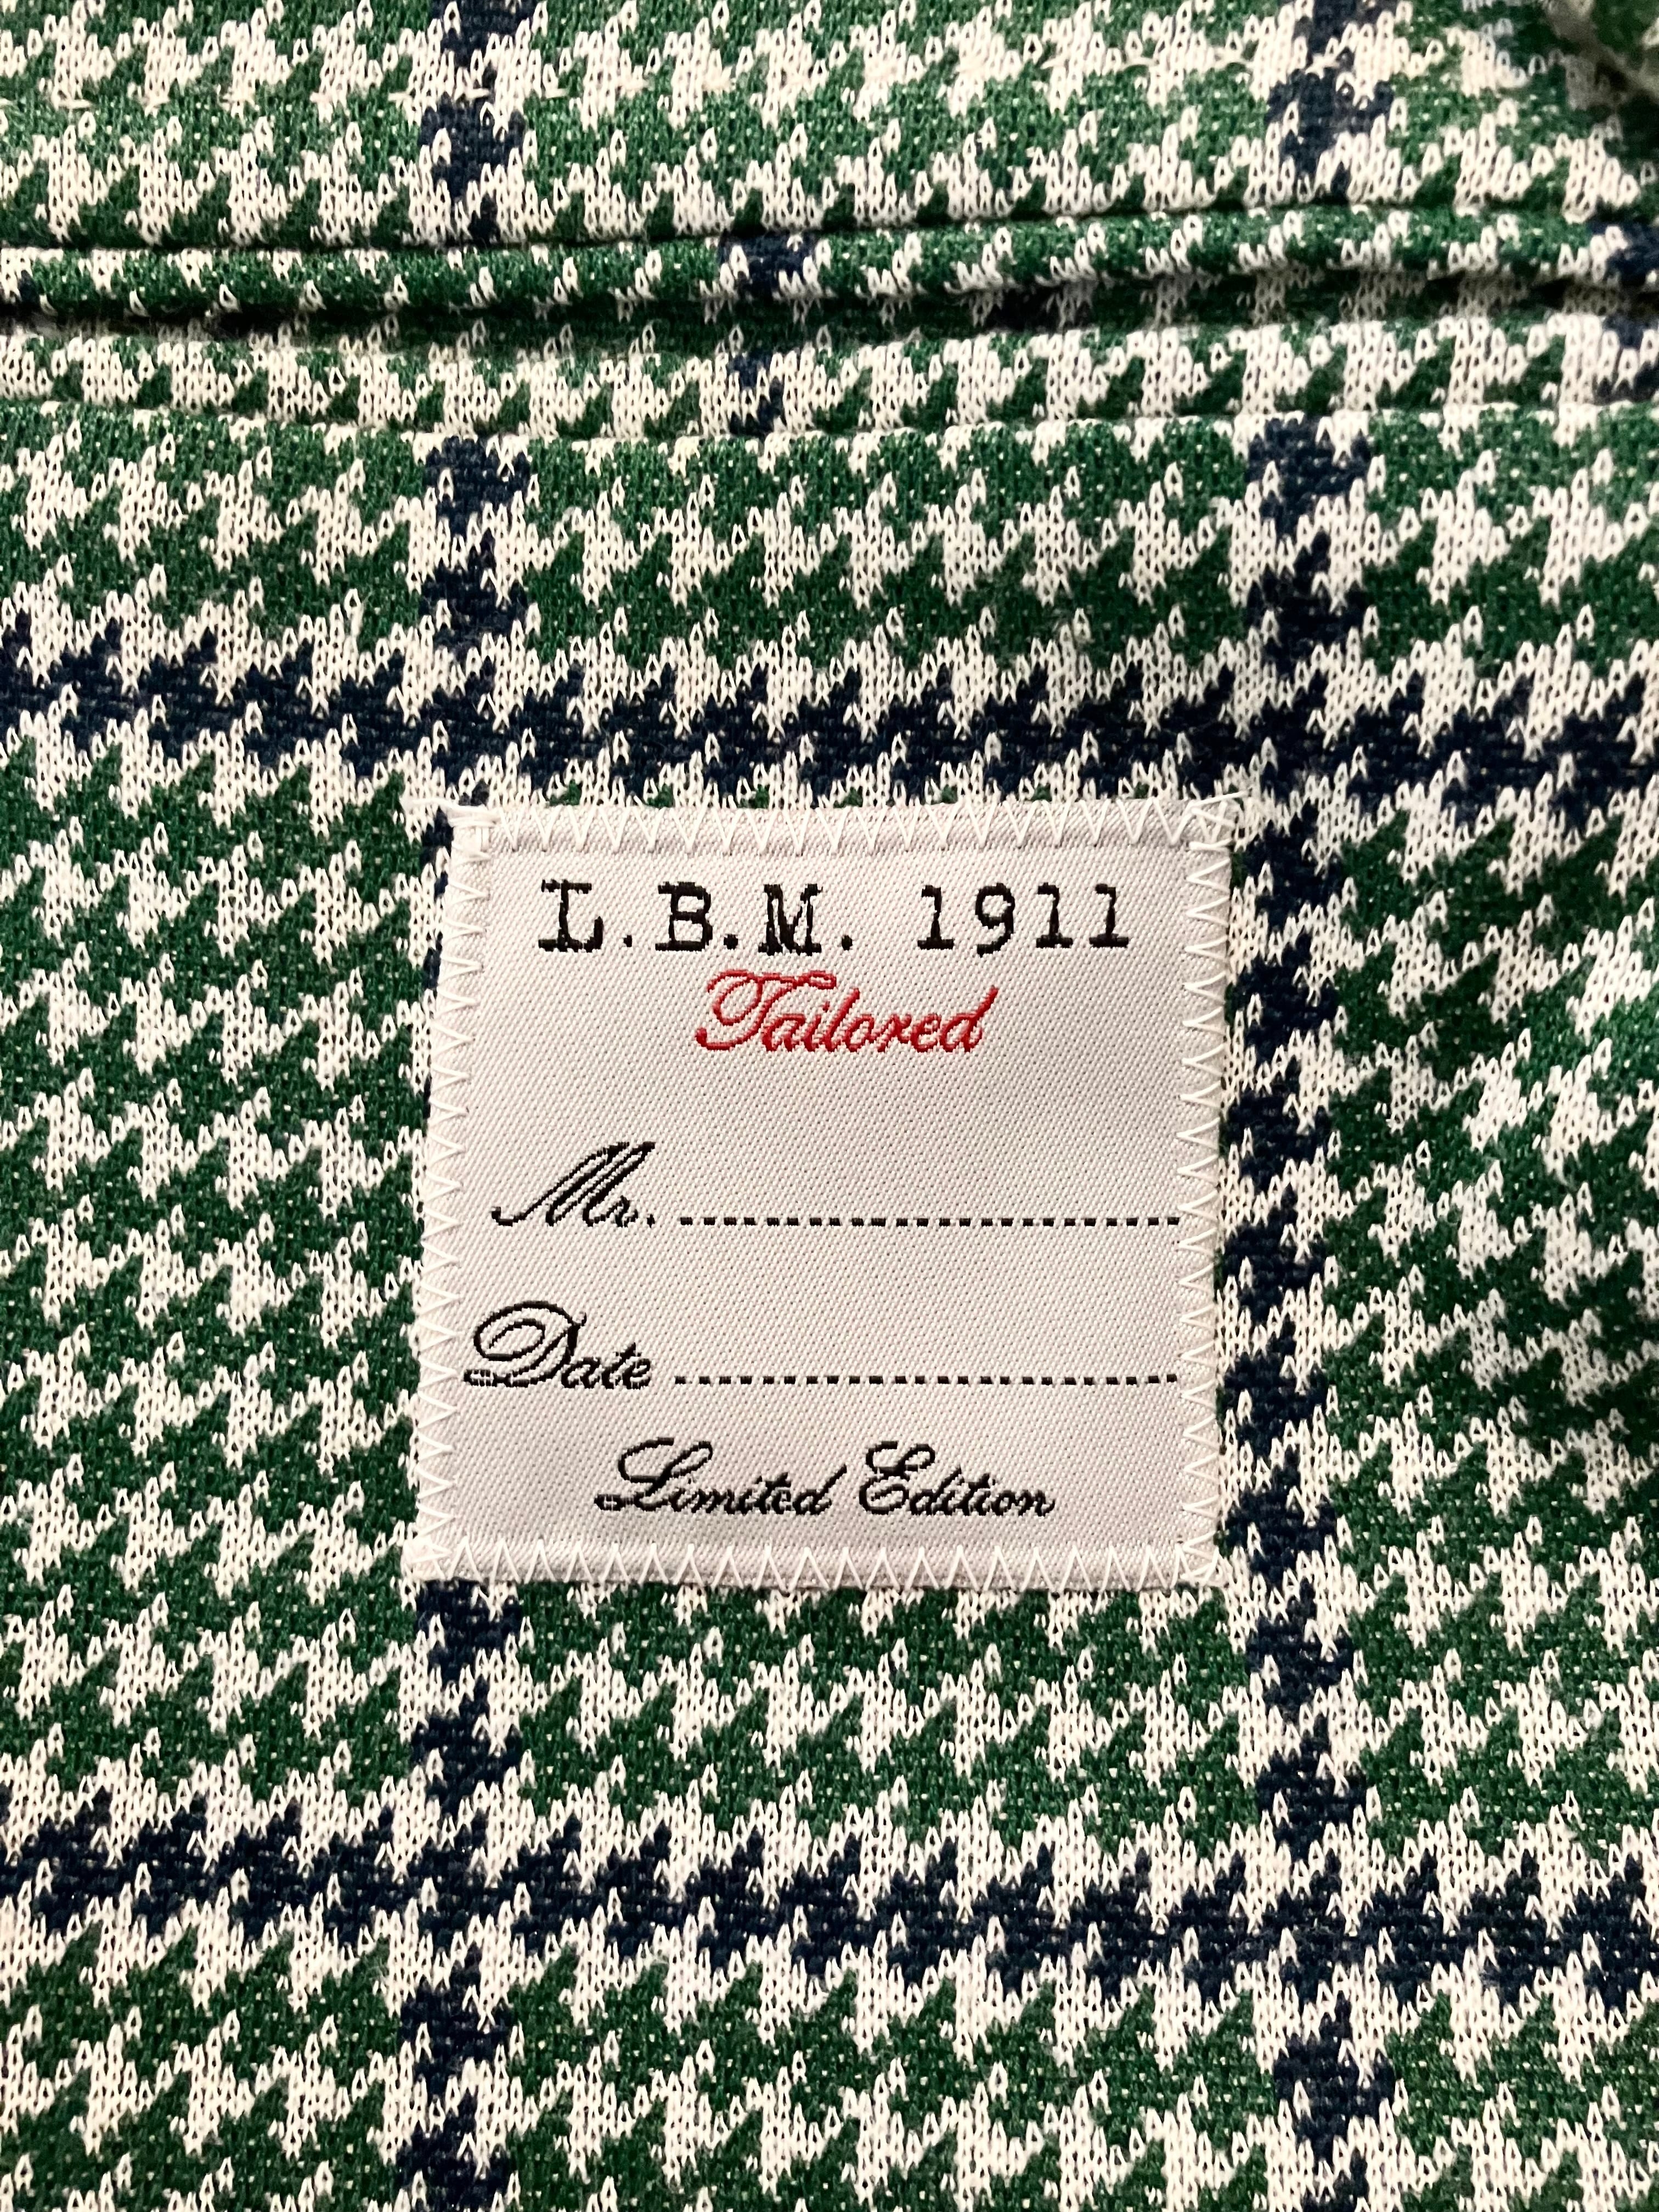 L.B.M. 1911
Tailored
Mr. ..............................
Date ..............................
Limited Edition